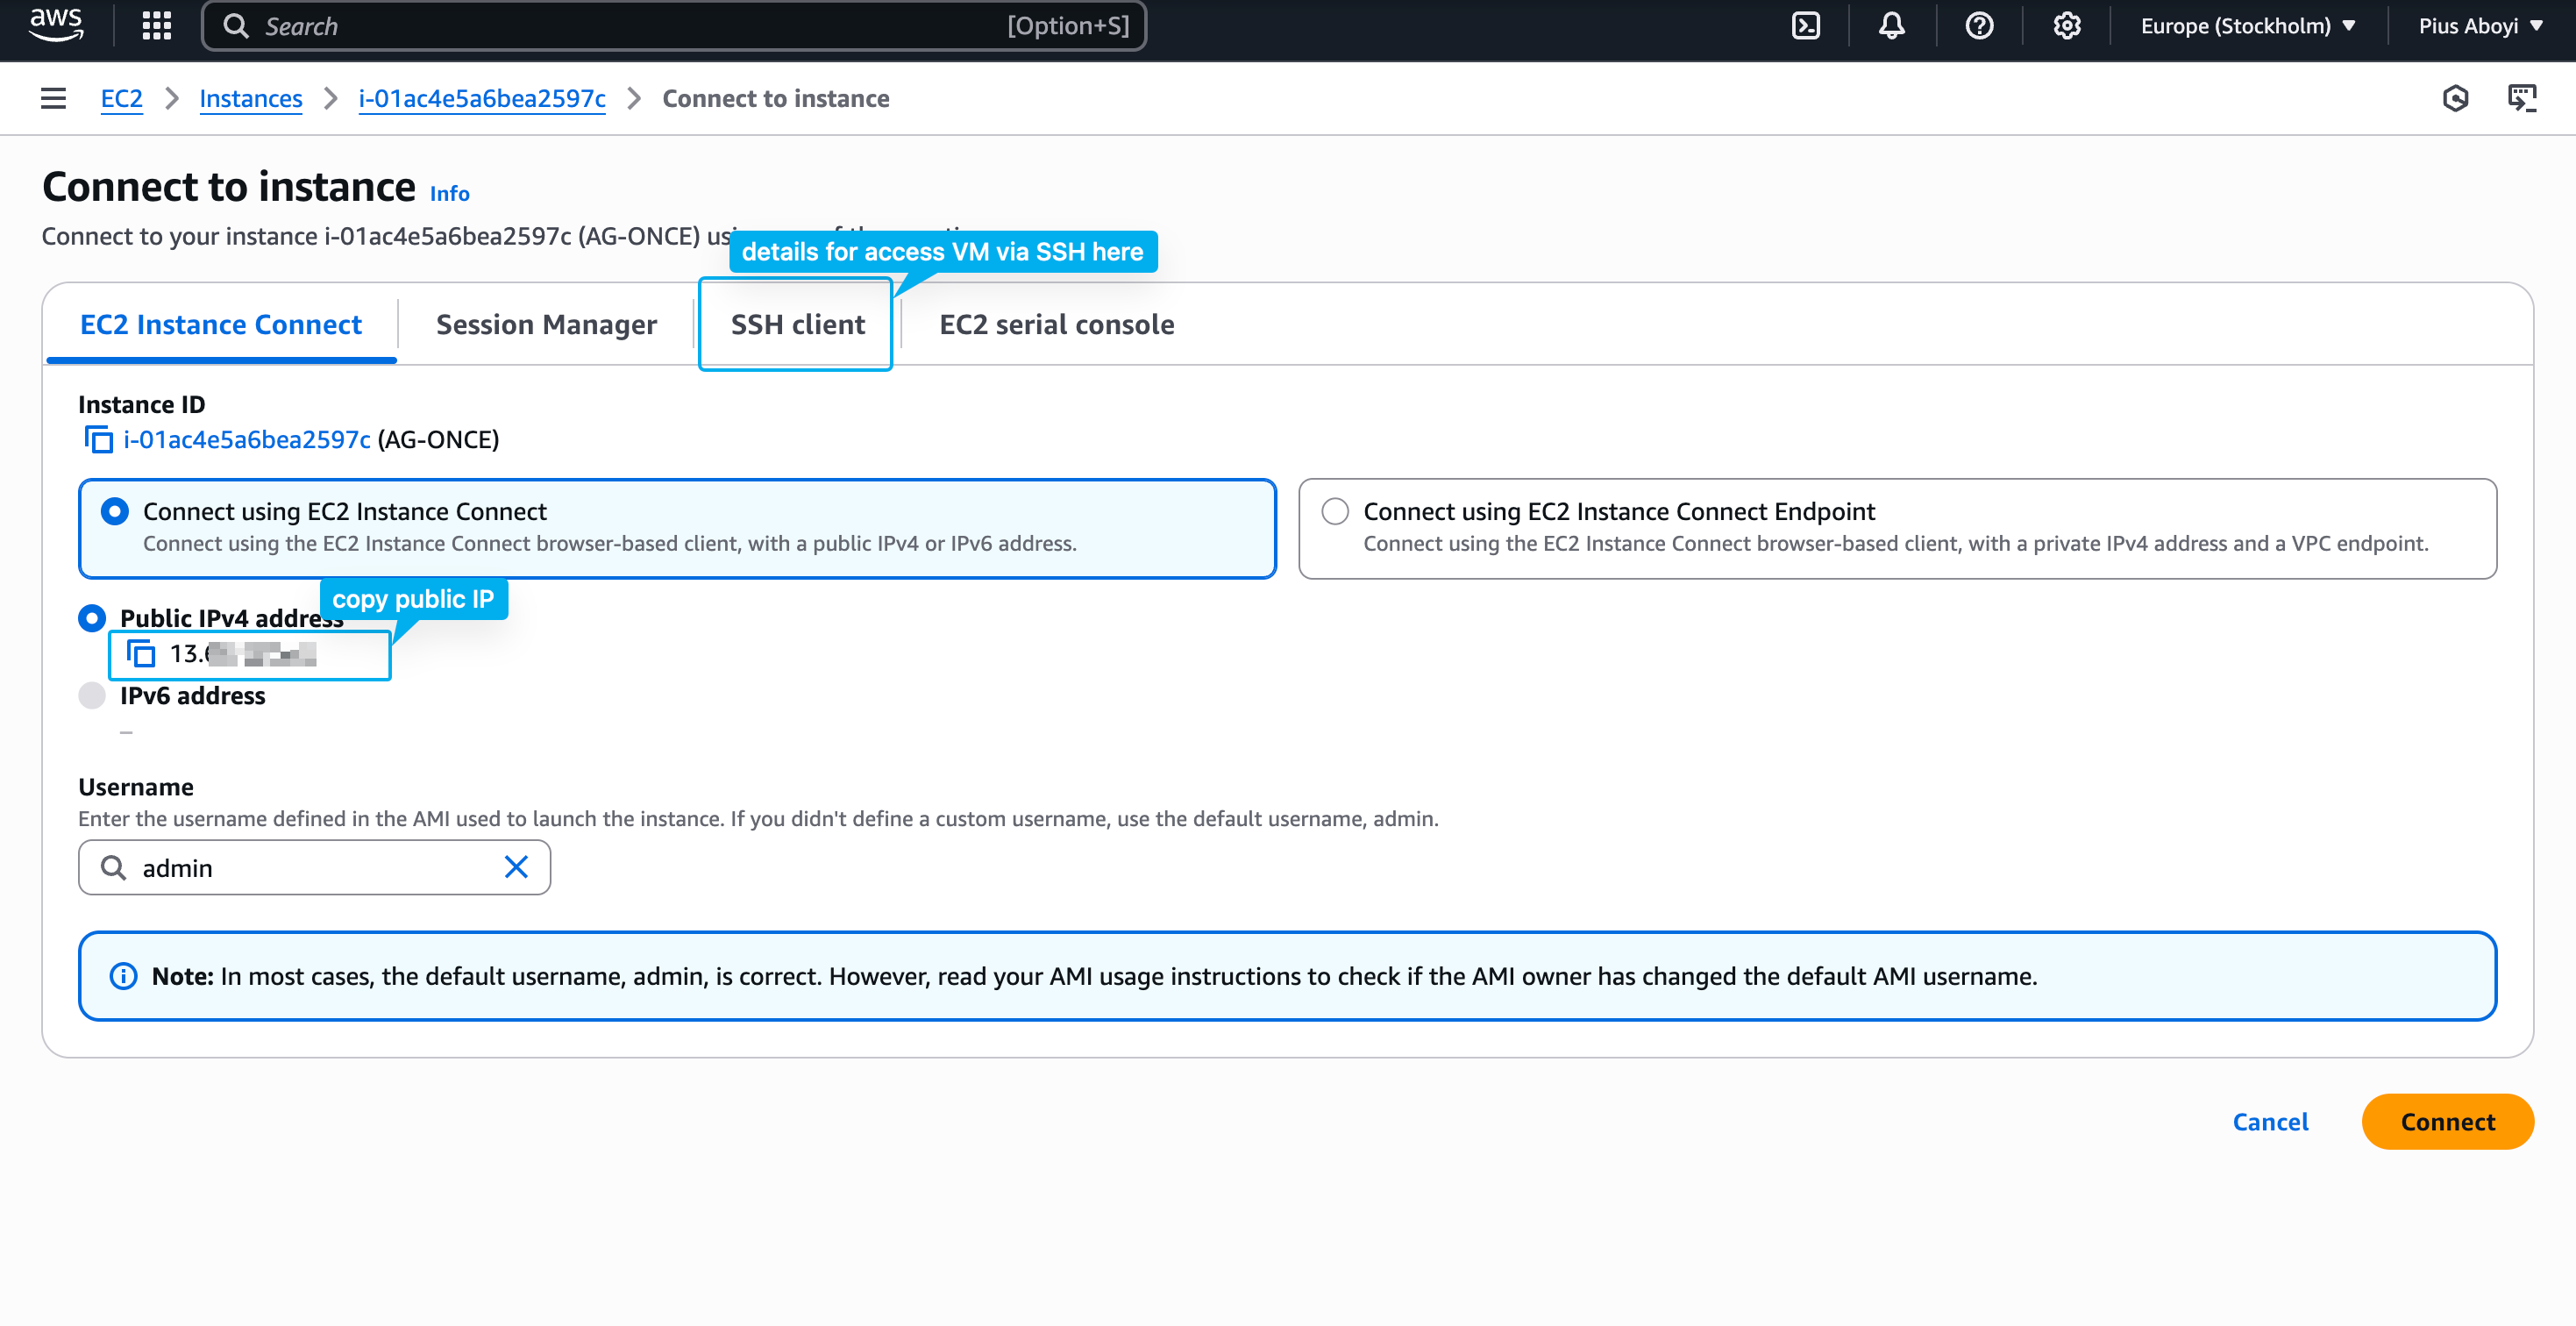 aws
Search [Option+S]
Europe (Stockholm) Pius Aboyi
EC2 Instances i-01ac4e5a6bea2597c Connect to instance
Connect to instance Info
Connect to your instance i-01ac4e5a6bea2597c (AG-ONCE)
details for access VM via SSH here
EC2 Instance Connect Session Manager SSH client EC2 serial console
Instance ID
i-01ac4e5a6bea2597c (AG-ONCE)
Connect using EC2 Instance Connect
Connect using the EC2 Instance Connect browser-based client, with a public IPv4 or IPv6 address.
Connect using EC2 Instance Connect Endpoint
Connect using the EC2 Instance Connect browser-based client, with a private IPv4 address and a VPC endpoint.
copy public IP
Public IPv4 address
13.
IPv6 address
–
Username
Enter the username defined in the AMI used to launch the instance. If you didn't define a custom username, use the default username, admin.
admin
Note: In most cases, the default username, admin, is correct. However, read your AMI usage instructions to check if the AMI owner has changed the default AMI username.
Cancel Connect